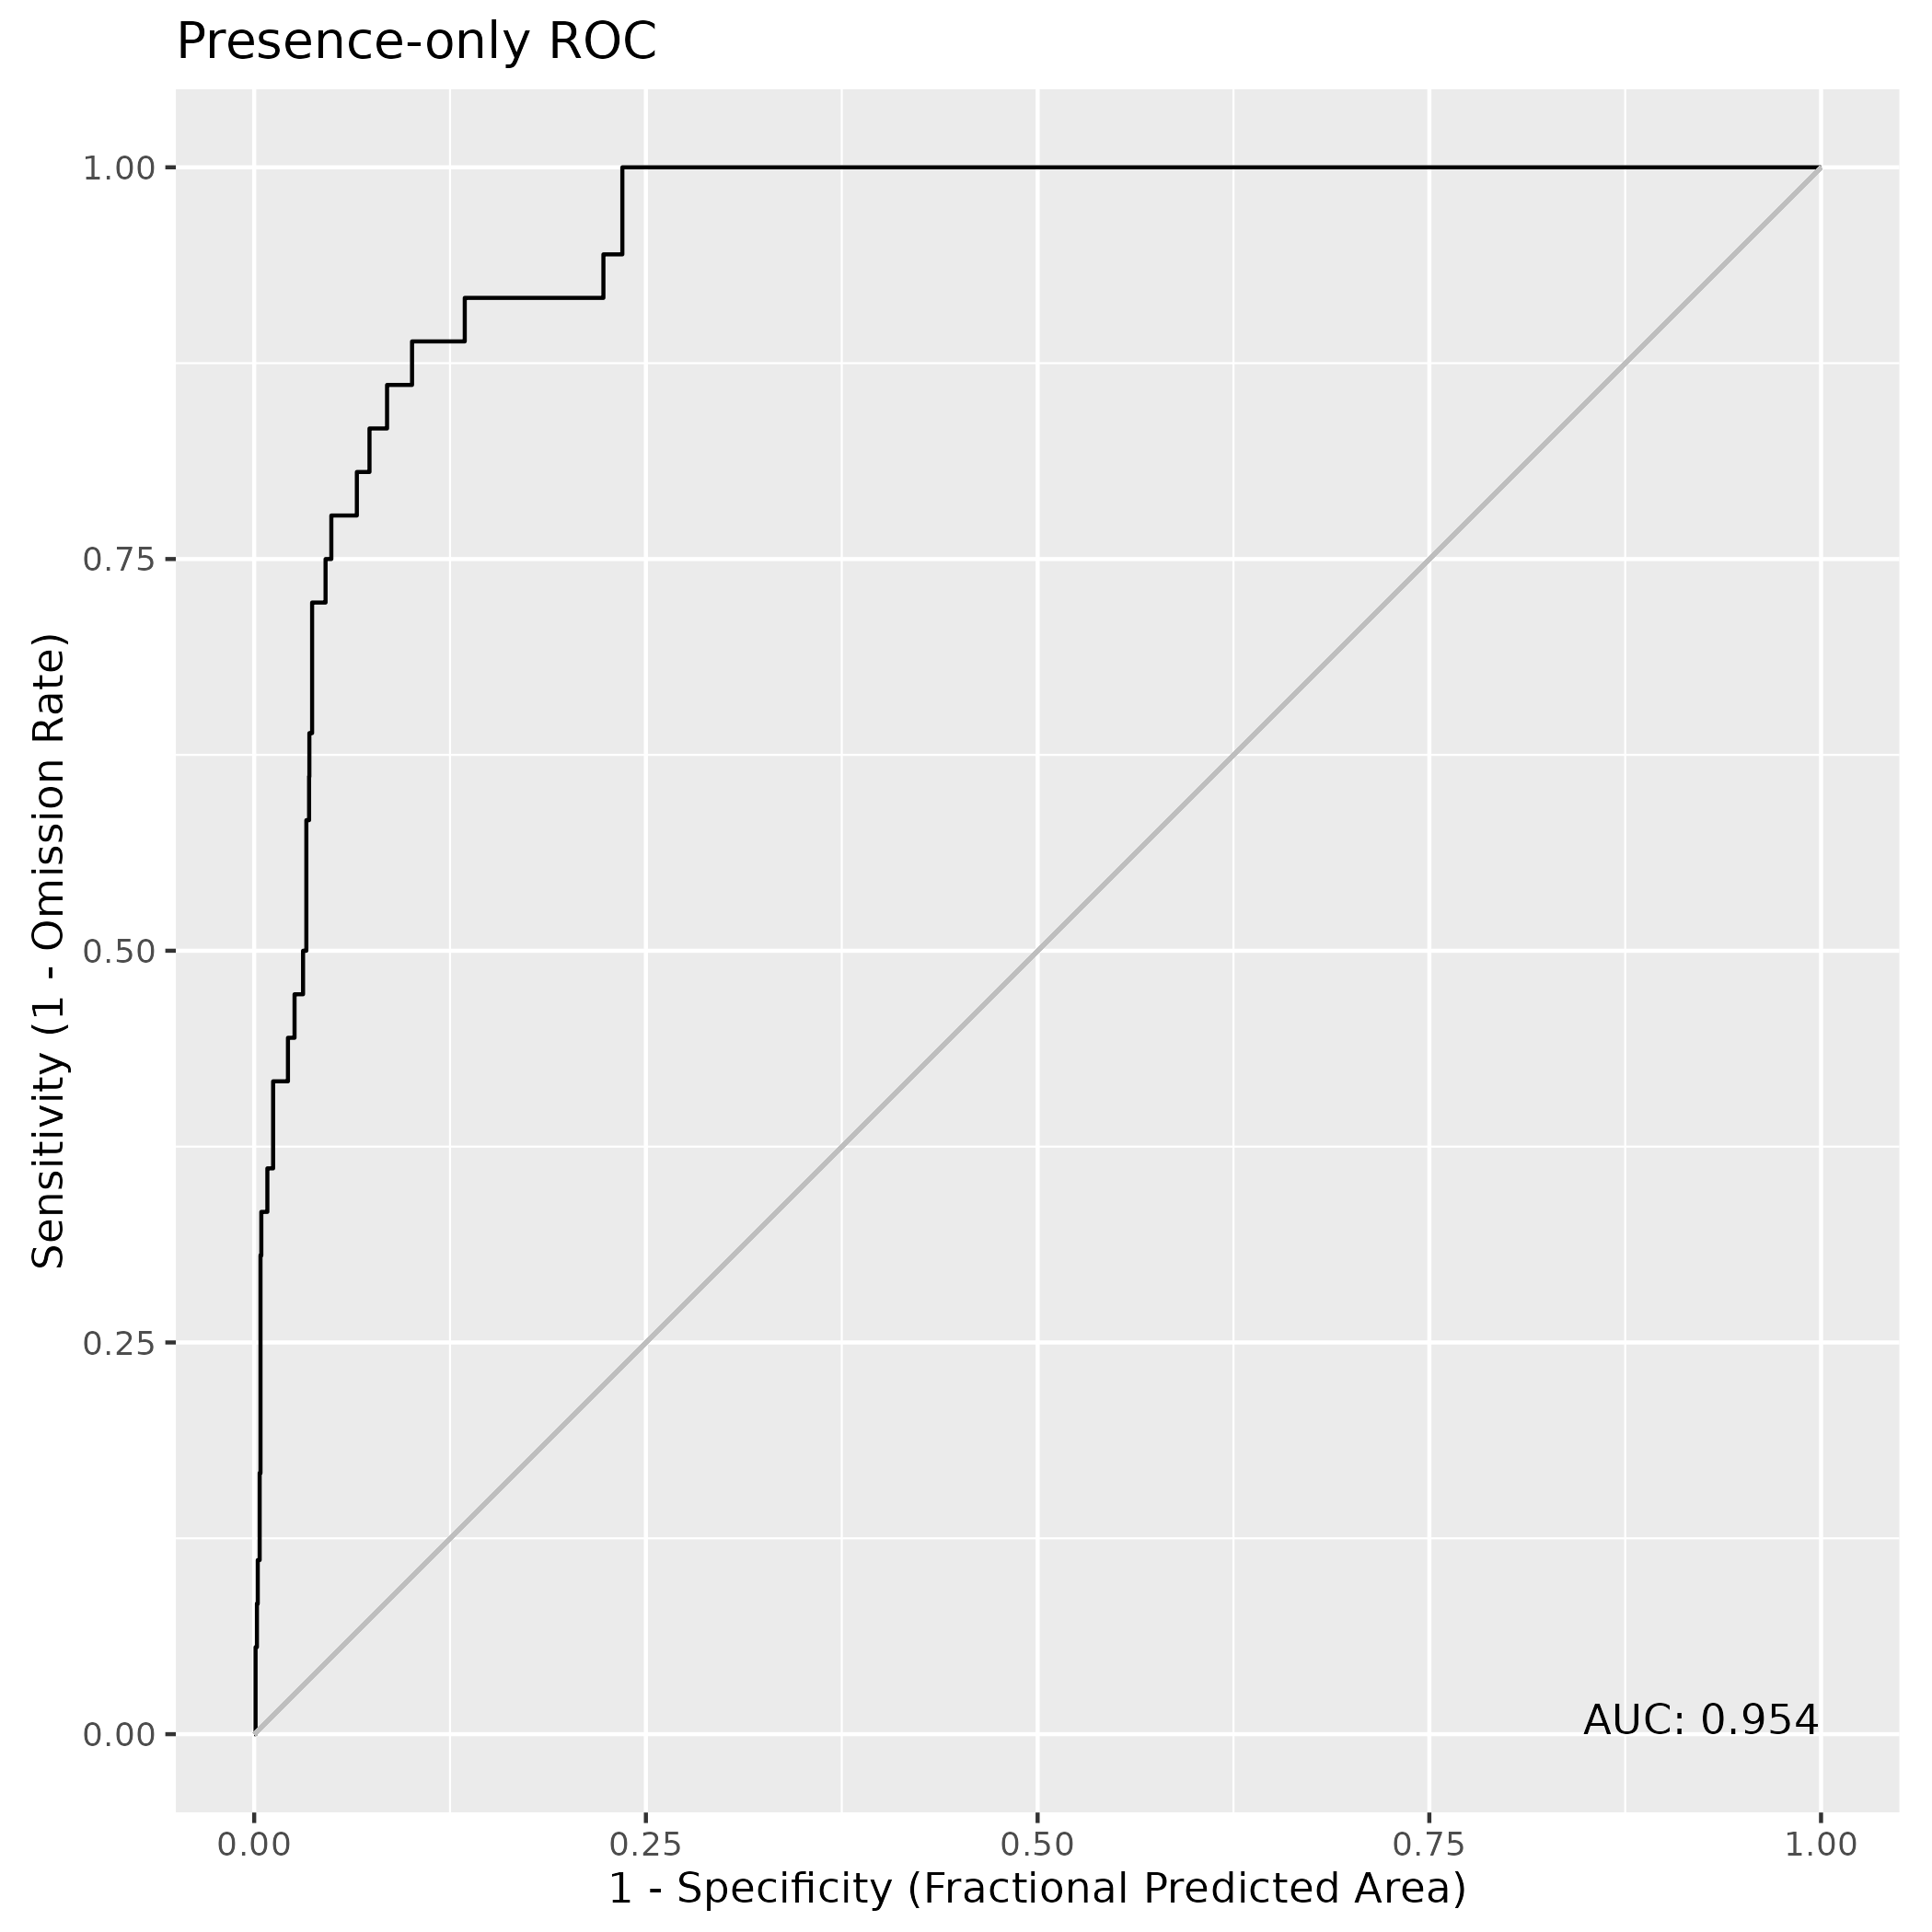 Presence-only ROC
1.00
0.75
0.50
0.25
0.00
Sensitivity (1 - Omission Rate)
AUC: 0.954
0.00
0.25
0.50
0.75
1.00
1 - Specificity (Fractional Predicted Area)